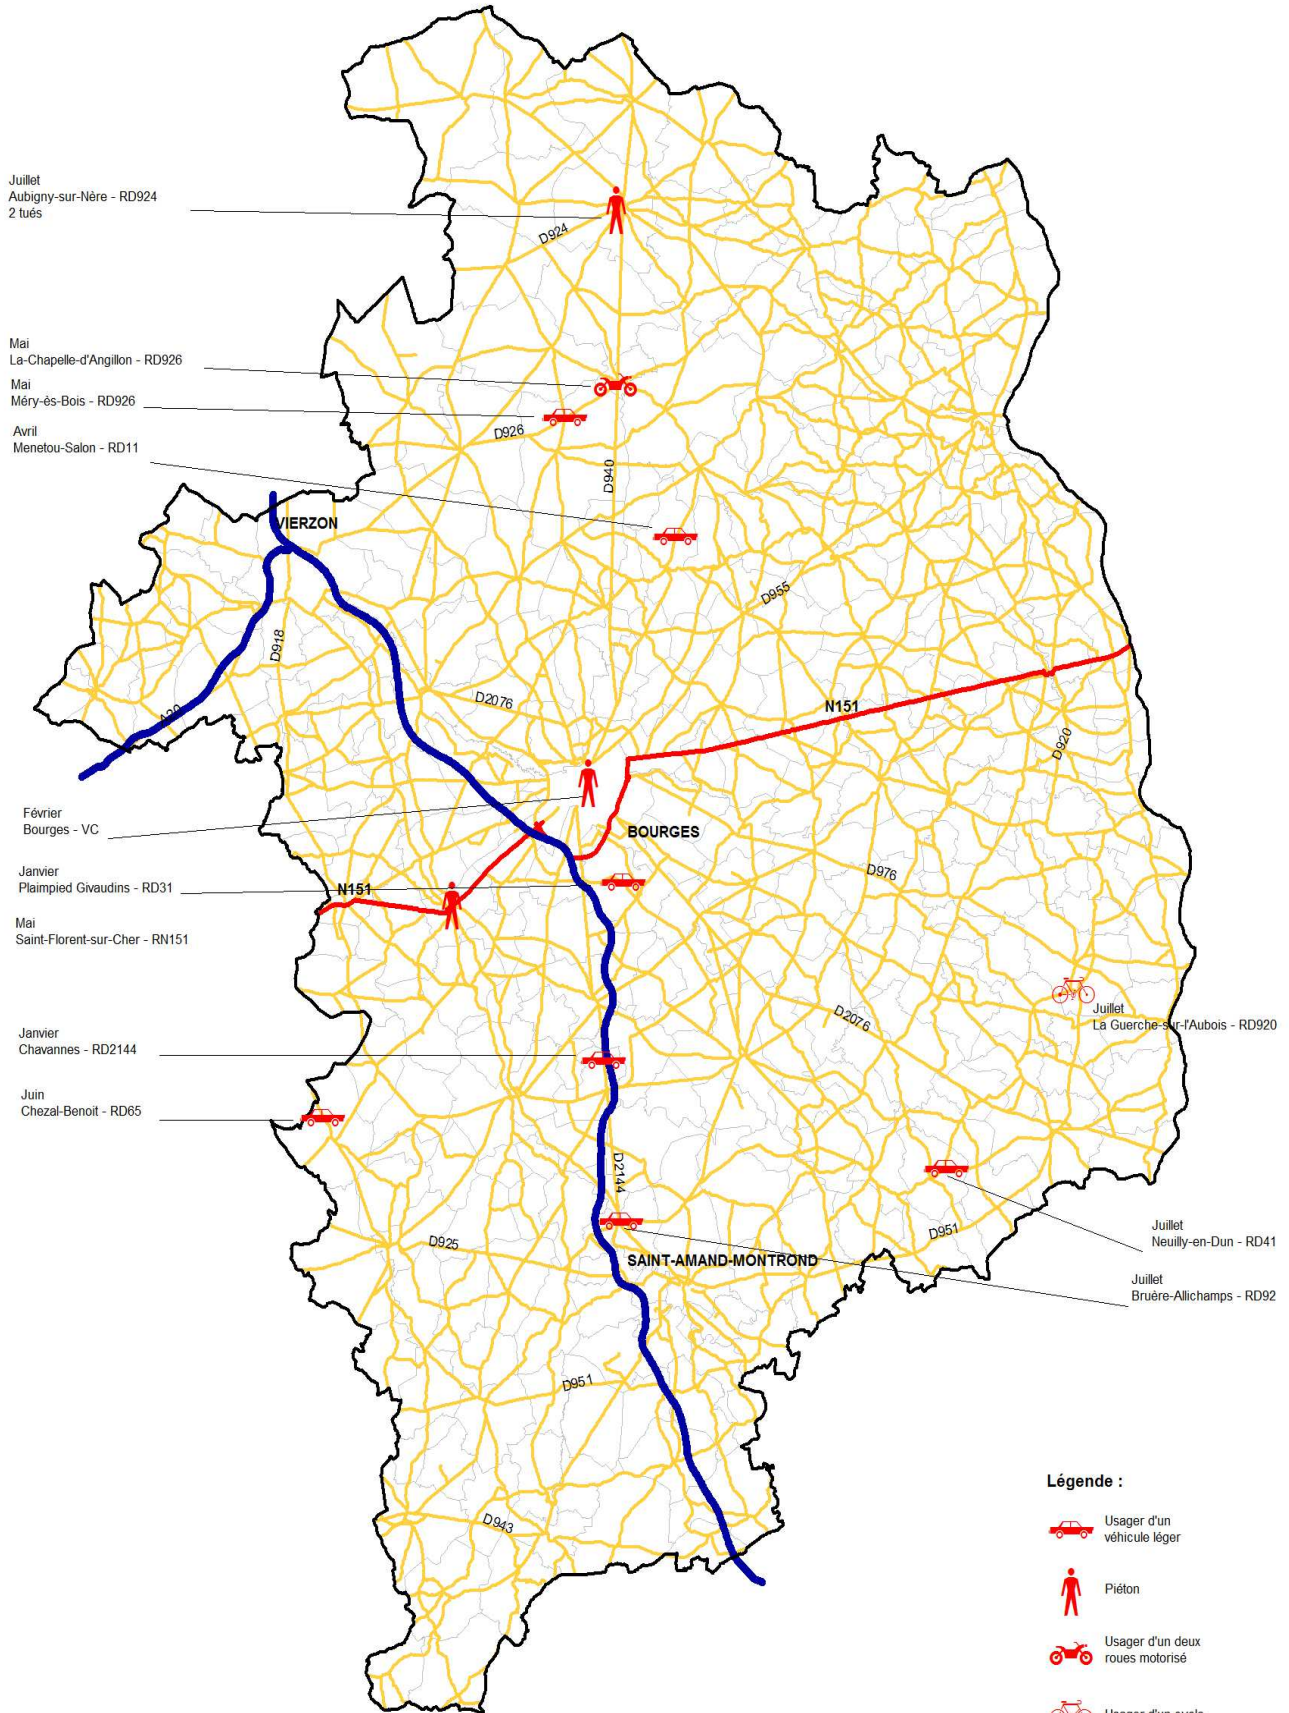 Juillet
Aubigny-sur-Nère - RD924
2 tués
D924
Mai
La-Chapelle-d'Angillon - RD926
Mai
Méry-ès-Bois - RD926
D926
Avril
Menetou-Salon - RD11
D940
VIERZON
D955
D918
D2076
A20
N151
D920
Février
Bourges - VC
BOURGES
Janvier
Plaimpied Givaudins - RD31
D976
N151
Mai
Saint-Florent-sur-Cher - RN151
Juillet
La Guerche-sur-l'Aubois - RD920
D2076
Janvier
Chavannes - RD2144
Juin
Chezal-Benoit - RD65
D2144
Juillet
Neuilly-en-Dun - RD41
D951
D925
SAINT-AMAND-MONTROND
Juillet
Bruère-Allichamps - RD92
D951
Légende :
D943
Usager d'un
véhicule léger
Piéton
Usager d'un deux
roues motorisé
Usager d'un cycle